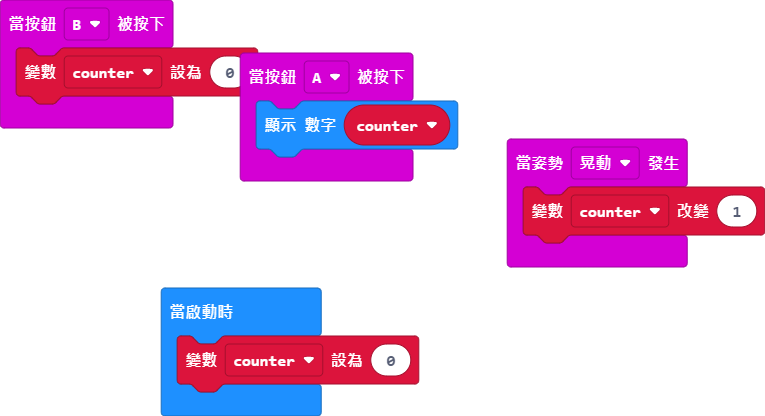 當按鈕 B 被按下
變數 counter 設為 0
當按鈕 A 被按下
顯示 數字 counter
當姿勢 晃動 發生
變數 counter 改變 1
當啟動時
變數 counter 設為 0